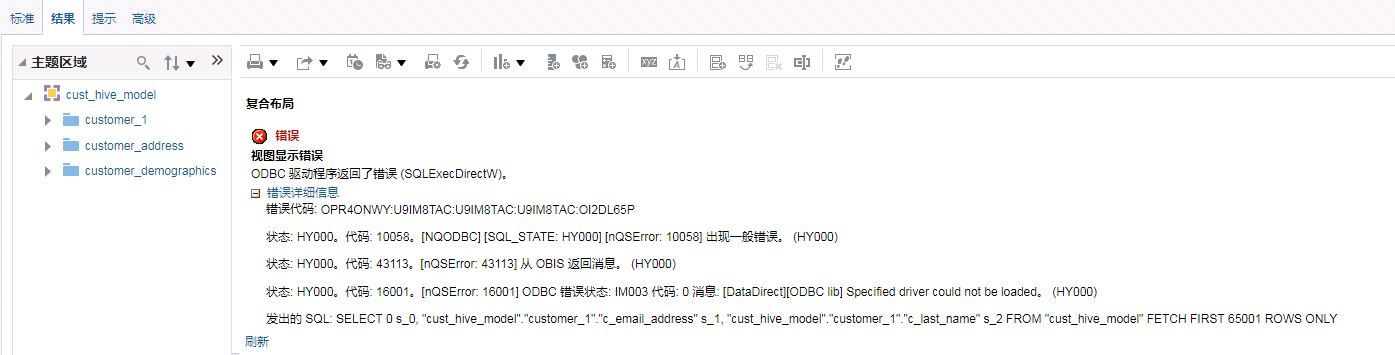 标准 结果 提示 高级
主题区域
cust_hive_model
customer_1
customer_address
customer_demographics
xyz
A
复合布局
错误
视图显示错误
ODBC 驱动程序返回了错误 (SQLExecDirectW)。
错误详细信息
错误代码: OPR4ONWY:U9IM8TAC:U9IM8TAC:U9IM8TAC:OI2DL65P
状态: HY000。代码: 10058。[NQODBC] [SQL_STATE: HY000] [nQSError: 10058] 出现一般错误。 (HY000)
状态: HY000。代码: 43113。[nQSError: 43113] 从 OBIS 返回消息。 (HY000)
状态: HY000。代码: 16001。[nQSError: 16001] ODBC 错误状态: IM003 代码: 0 消息: [DataDirect][ODBC lib] Specified driver could not be loaded。 (HY000)
发出的 SQL: SELECT 0 s_0, "cust_hive_model"."customer_1"."c_email_address" s_1, "cust_hive_model"."customer_1"."c_last_name" s_2 FROM "cust_hive_model" FETCH FIRST 65001 ROWS ONLY
刷新